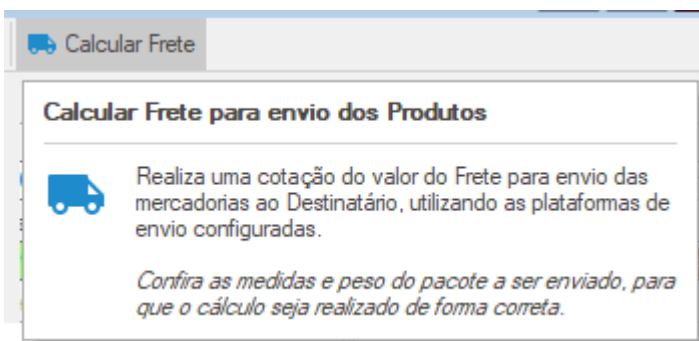 Calcular Frete
Calcular Frete para envio dos Produtos
Realiza uma cotação do valor do Frete para envio das
mercadorias ao Destinatário, utilizando as plataformas de
envio configuradas.
Confira as medidas e peso do pacote a ser enviado, para
que o cálculo seja realizado de forma correta.